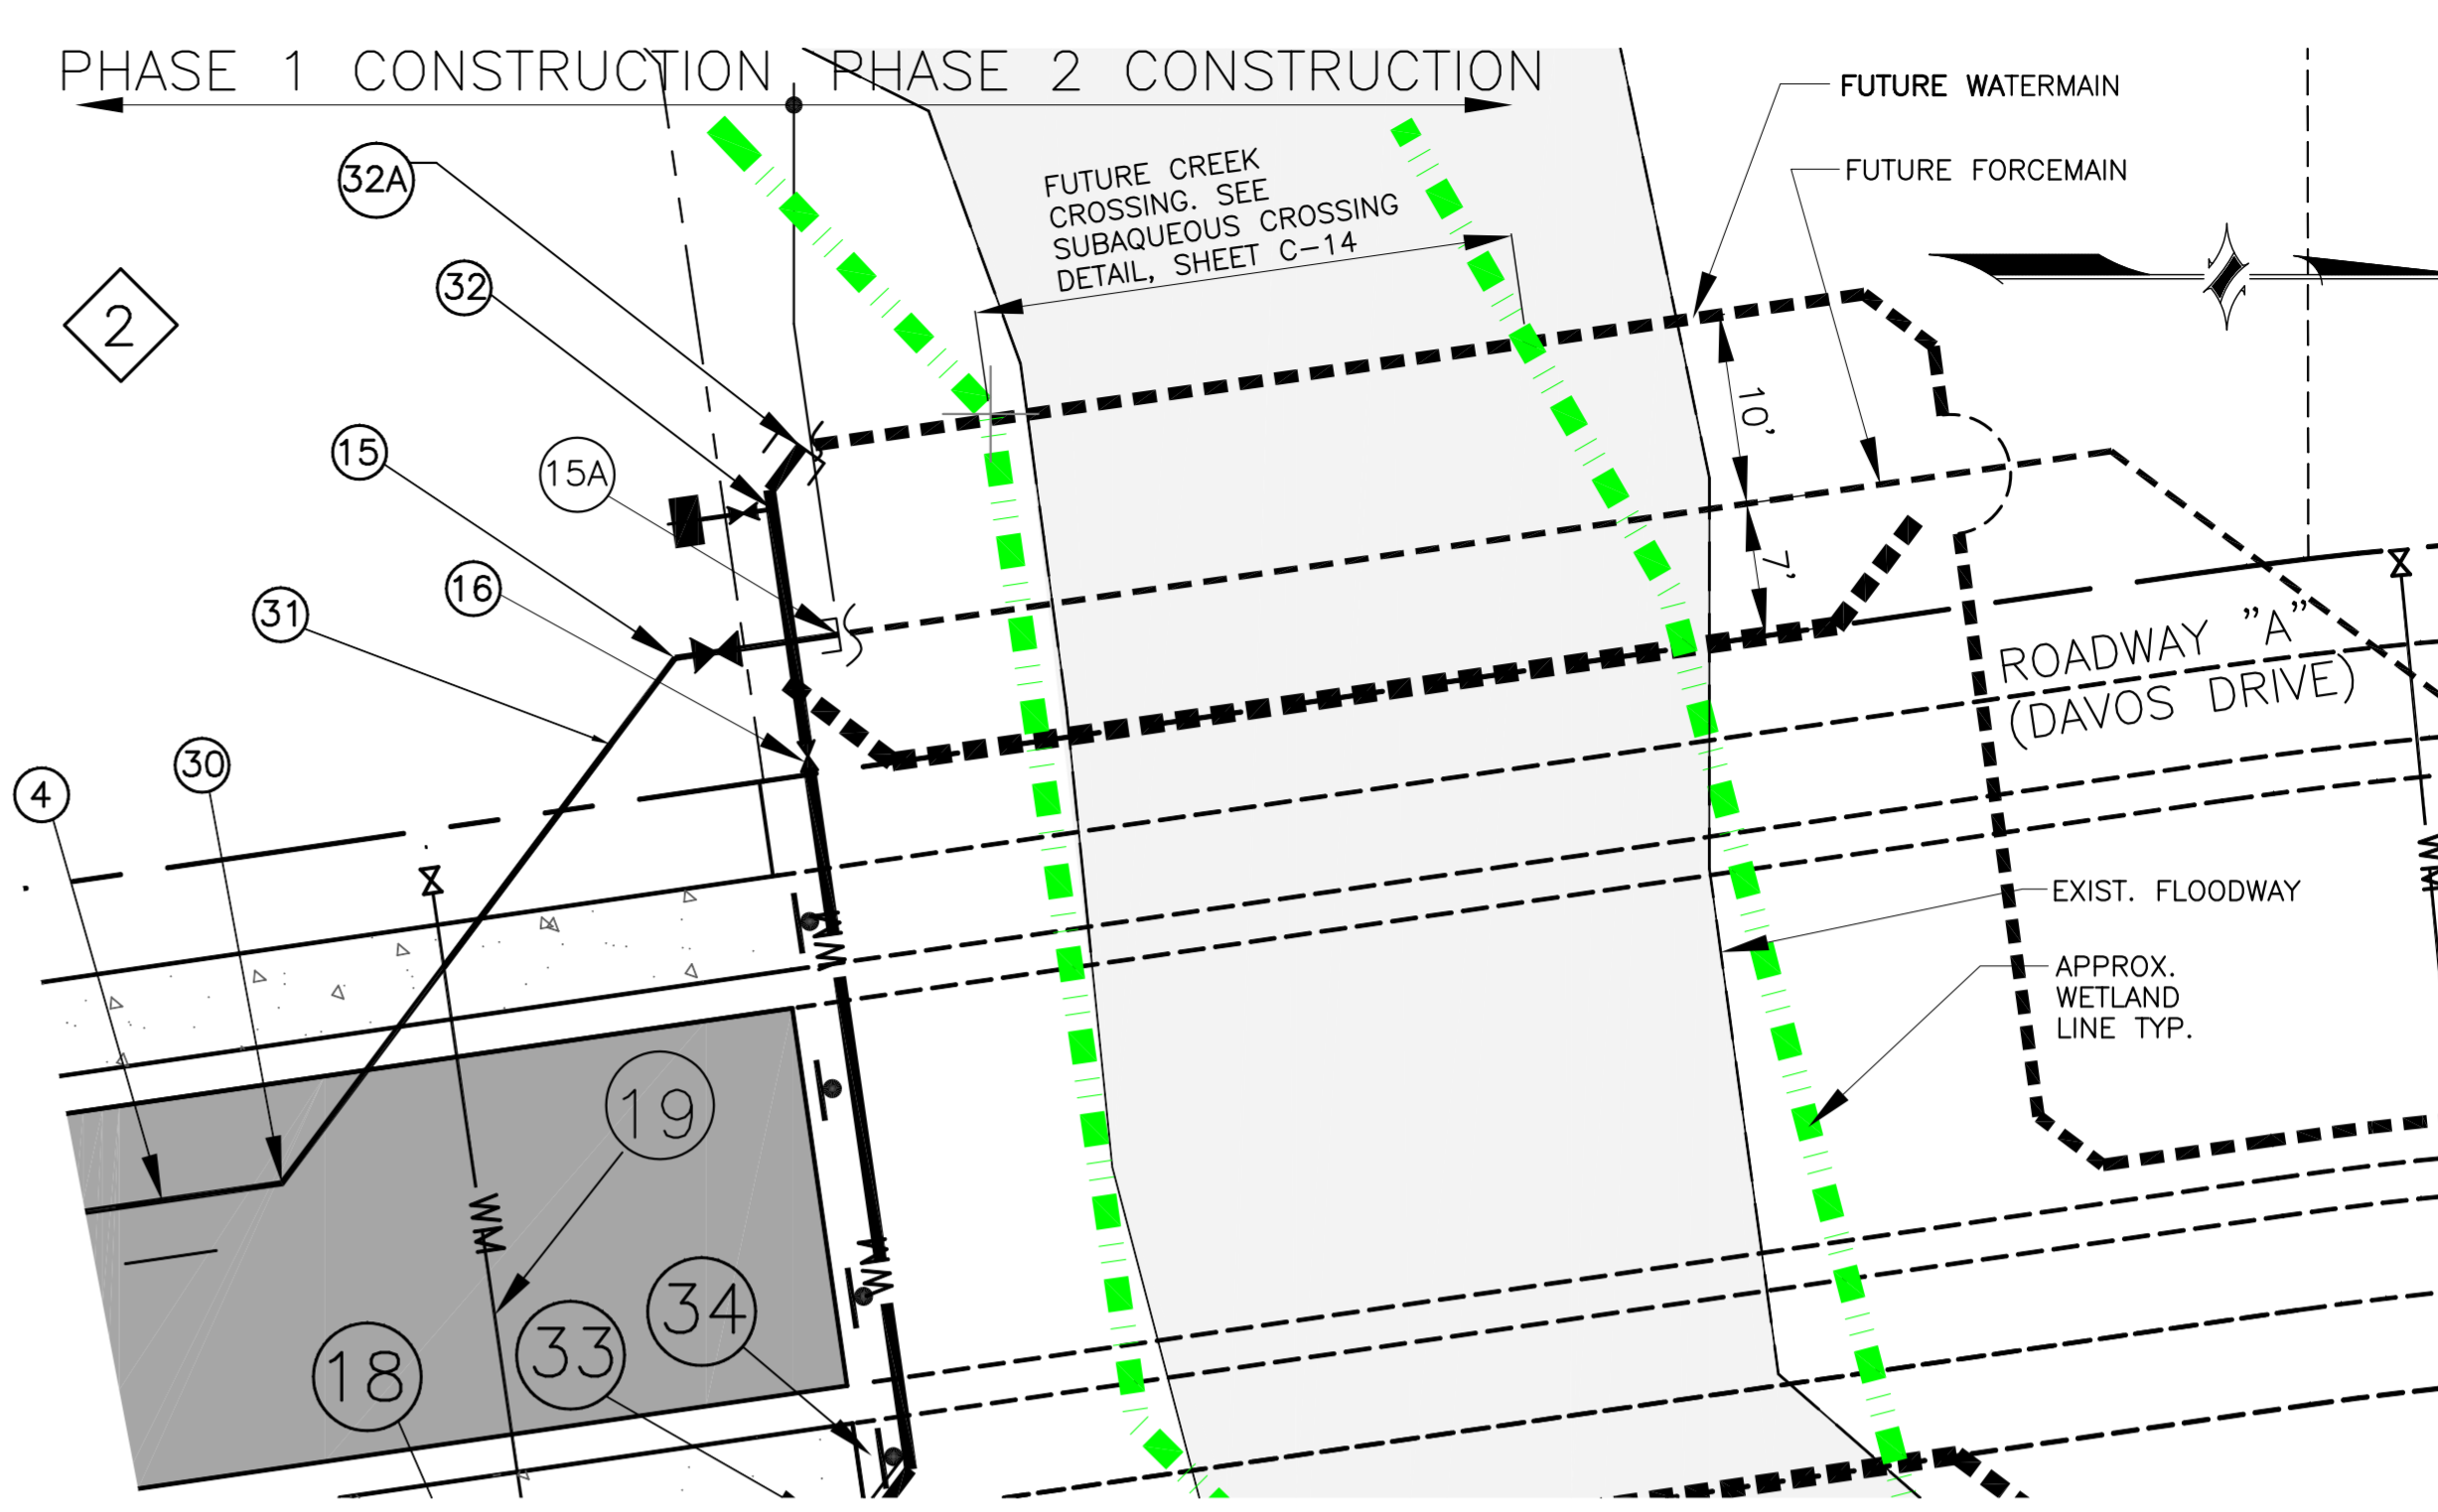 PHASE 1 CONSTRUCTION
PHASE 2 CONSTRUCTION
FUTURE WATERMAIN
FUTURE FORCEMAIN
FUTURE CREEK
CROSSING. SEE
SUBAQUEOUS CROSSING
DETAIL, SHEET C-14
32A
32
2
15
15A
16
31
30
4
10'
7'
ROADWAY "A"
(DAVOS DRIVE)
EXIST. FLOODWAY
APPROX.
WETLAND
LINE TYP.
19
34
33
18
WM
WM
WM
WM